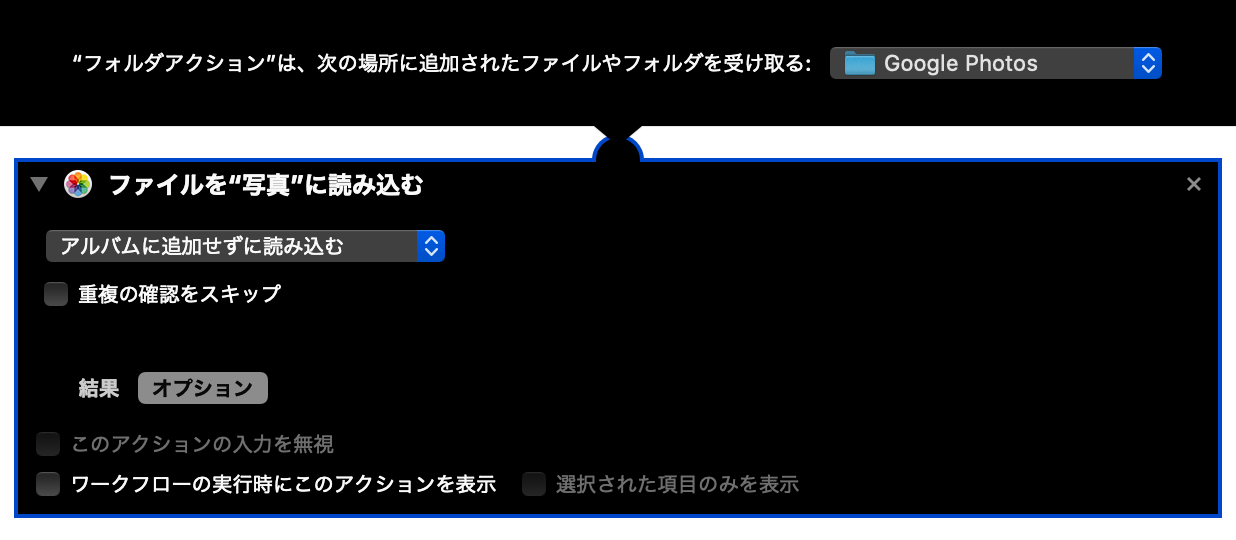 “フォルダアクション”は、次の場所に追加されたファイルやフォルダを受け取る: Google Photos
ファイルを“写真”に読み込む
アルバムに追加せずに読み込む
重複の確認をスキップ
結果 オプション
このアクションの入力を無視
ワークフローの実行時にこのアクションを表示 選択された項目のみを表示